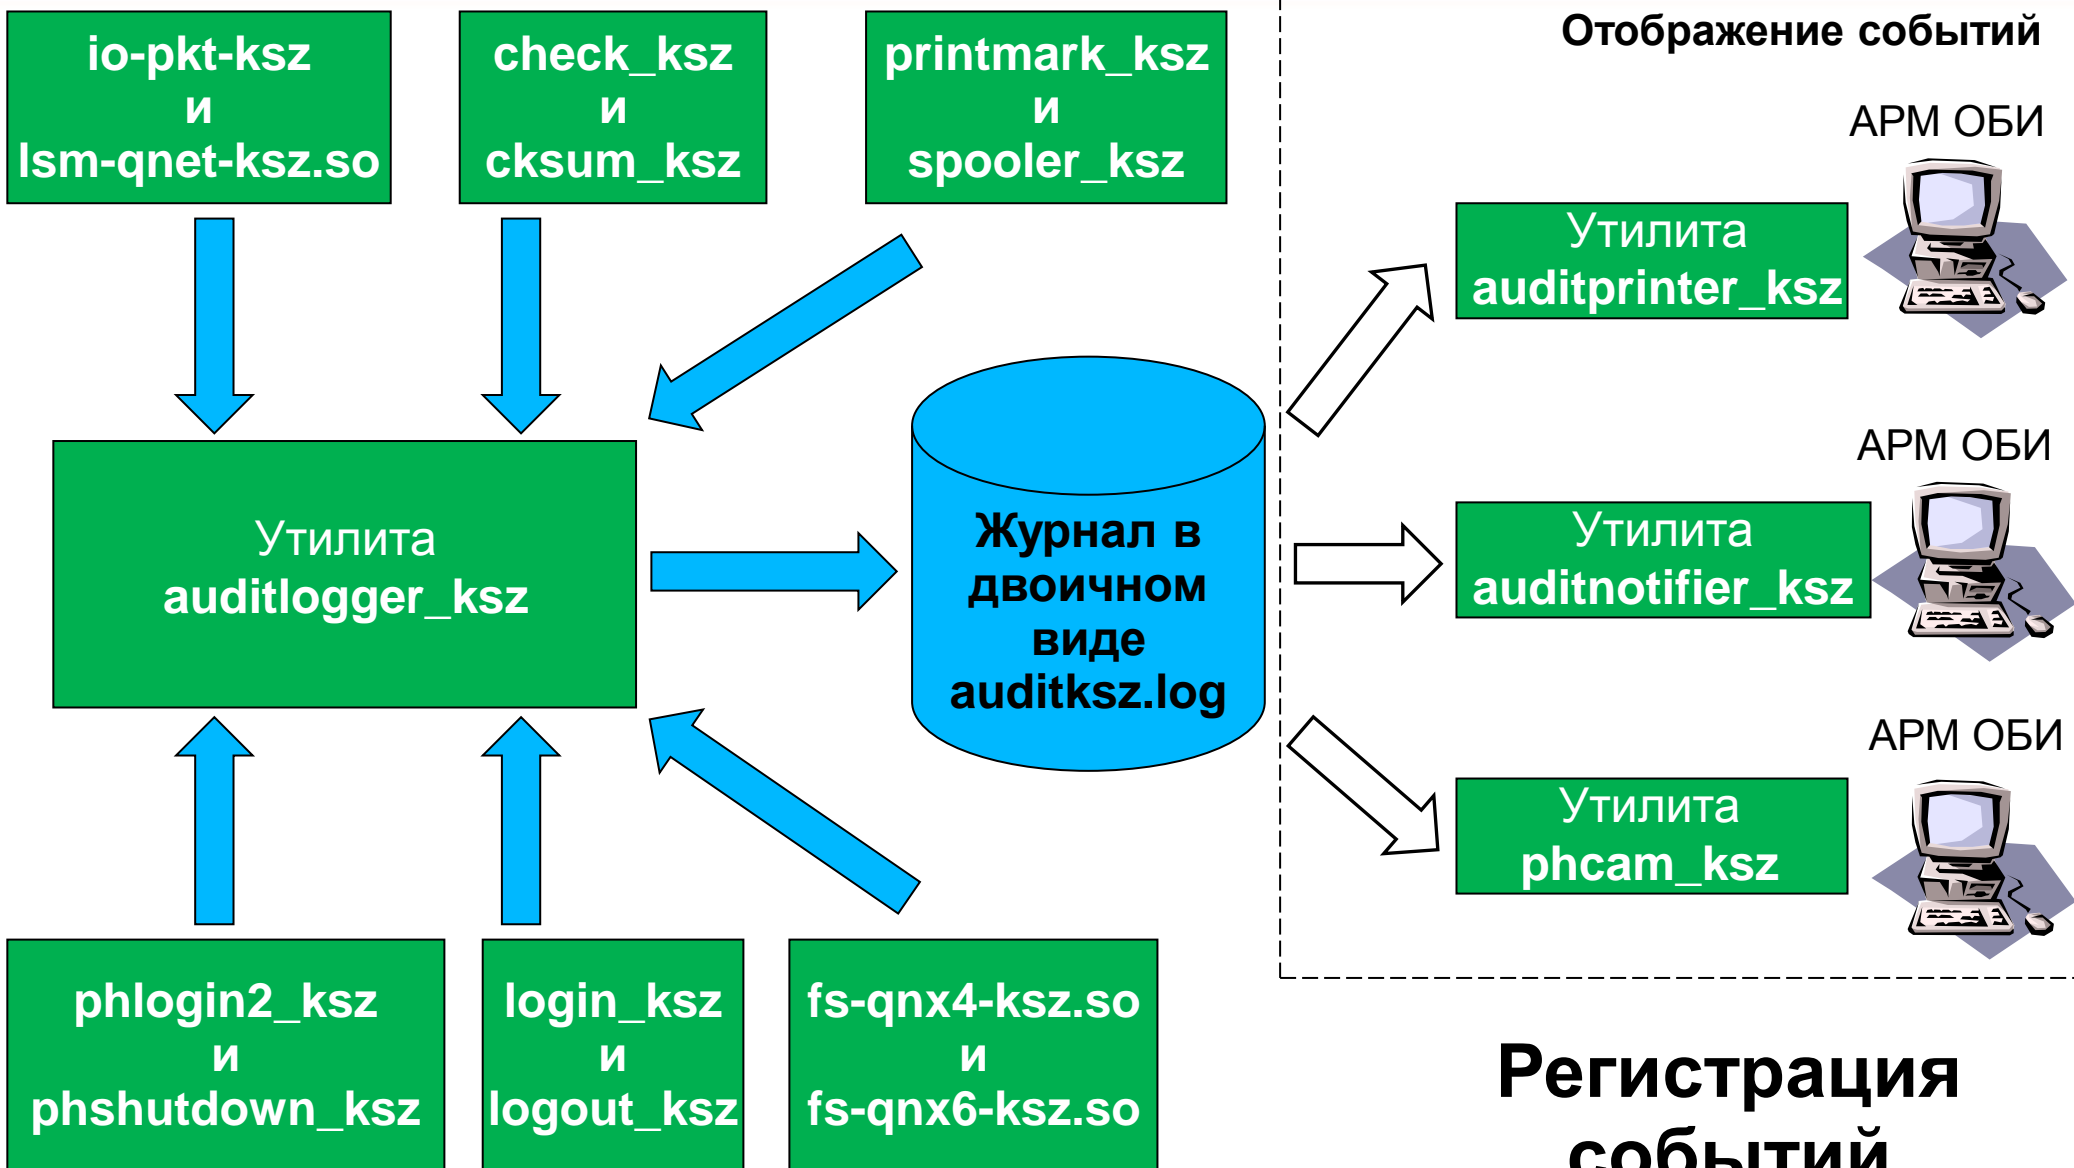 io-pkt-ksz
и
lsm-qnet-ksz.so
check_ksz
и
cksum_ksz
printmark_ksz
и
spooler_ksz
Отображение событий
АРМ ОБИ
Утилита
auditprinter_ksz
АРМ ОБИ
Утилита
auditnotifier_ksz
АРМ ОБИ
Утилита
phcam_ksz
Утилита
auditlogger_ksz
Журнал в
двоичном
виде
auditksz.log
phlogin2_ksz
и
phshutdown_ksz
login_ksz
и
logout_ksz
fs-qnx4-ksz.so
и
fs-qnx6-ksz.so
Регистрация
событий